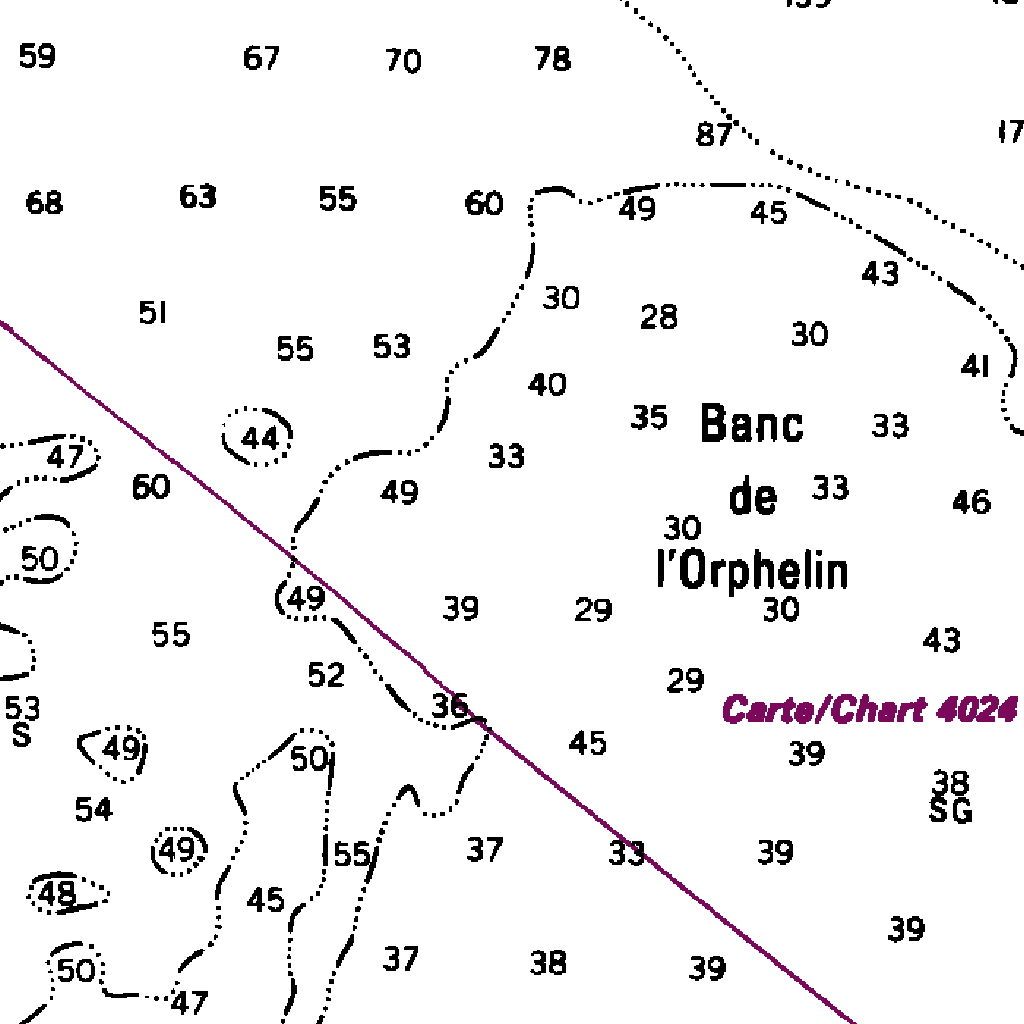 59 67 70 78
87 17
68 63 55 60 49 45
43
51 30 28 30
55 53 41
40
44 35 Banc 33
47 33
60 49 de 33 46
30
50 l'Orphelin
49 39 29 30
55 43
52 29
53 36 Carte/Chart 4024
S
49 50 45 39
38
54 SG
49 55 37 33 39
48 45
39
50 37 38 39
47